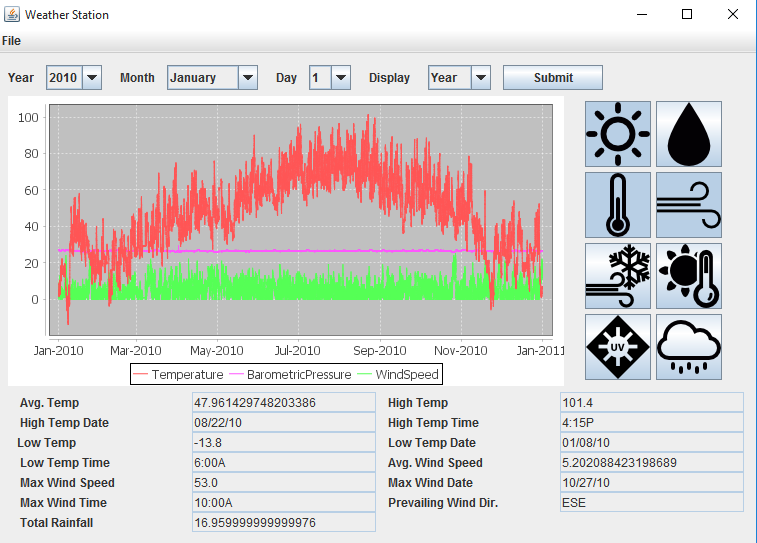 Weather Station
File
Year 2010 Month January Day 1 Display Year Submit
100
80
60
40
20
0
Jan-2010 Mar-2010 May-2010 Jul-2010 Sep-2010 Nov-2010 Jan-2011
Temperature BarometricPressure WindSpeed
UV
Avg. Temp 47.961429748203386 High Temp 101.4
High Temp Date 08/22/10 High Temp Time 4:15P
Low Temp -13.8 Low Temp Date 01/08/10
Low Temp Time 6:00A Avg. Wind Speed 5.202088423198689
Max Wind Speed 53.0 Max Wind Date 10/27/10
Max Wind Time 10:00A Prevailing Wind Dir. ESE
Total Rainfall 16.959999999999976